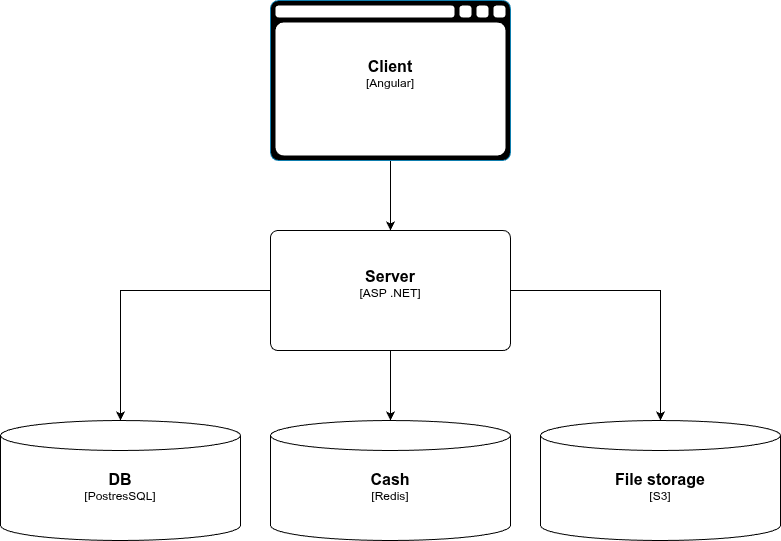 Client
[Angular]
Server
[ASP .NET]
DB
[PostresSQL]
Cash
[Redis]
File storage
[S3]